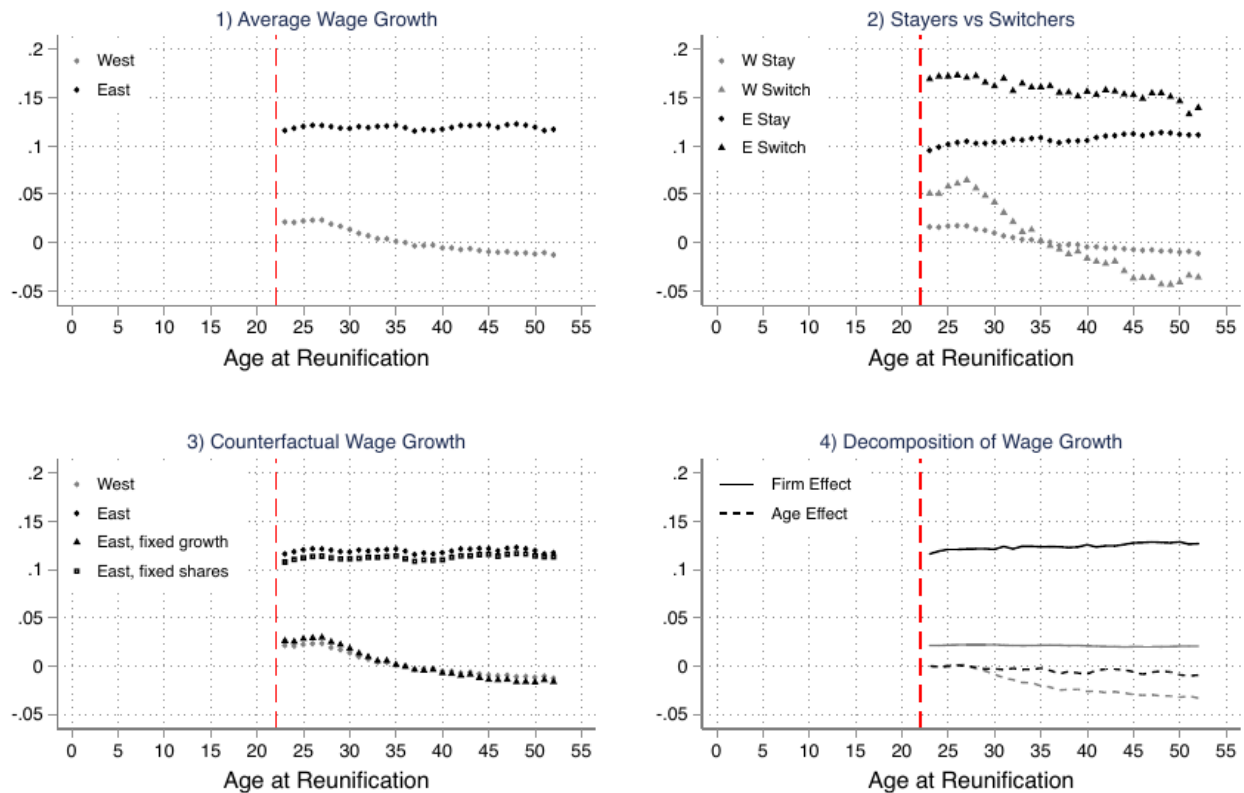 1) Average Wage Growth
.2
.15
.1
.05
0
-.05
West
East
0 5 10 15 20 25 30 35 40 45 50 55
Age at Reunification
2) Stayers vs Switchers
.2
.15
.1
.05
0
-.05
W Stay
W Switch
E Stay
E Switch
0 5 10 15 20 25 30 35 40 45 50 55
Age at Reunification
3) Counterfactual Wage Growth
.2
.15
.1
.05
0
-.05
West
East
East, fixed growth
East, fixed shares
0 5 10 15 20 25 30 35 40 45 50 55
Age at Reunification
4) Decomposition of Wage Growth
.2
.15
.1
.05
0
-.05
Firm Effect
Age Effect
0 5 10 15 20 25 30 35 40 45 50 55
Age at Reunification